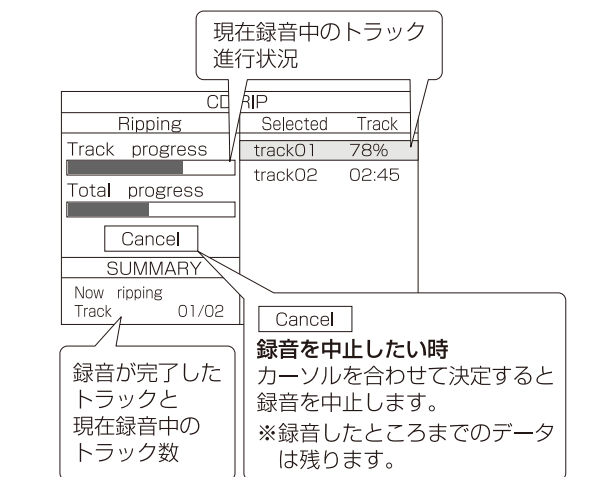 現在録音中のトラック
進行状況
CD RIP
Ripping
Selected Track
Track progress
track01 78%
track02 02:45
Total progress
Cancel
SUMMARY
Now ripping
Track 01/02
Cancel
録音を中止したい時
カーソルを合わせて決定すると
録音を中止します。
※録音したところまでのデータ
は残ります。
録音が完了した
トラックと
現在録音中の
トラック数